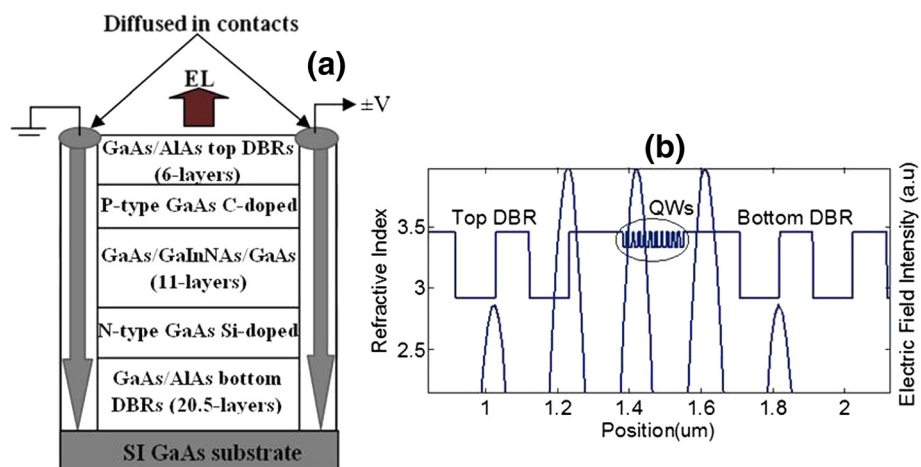 Diffused in contacts
(a)
EL
±V
GaAs/AlAs top DBRs
(6-layers)
P-type GaAs C-doped
GaAs/GaInNAs/GaAs
(11-layers)
N-type GaAs Si-doped
GaAs/AlAs bottom
DBRs (20.5-layers)
SI GaAs substrate
(b)
Refractive Index
3.5
3
2.5
Top DBR
QWs
Bottom DBR
Electric Field Intensity (a.u)
1
1.2
1.4
1.6
1.8
2
Position(um)